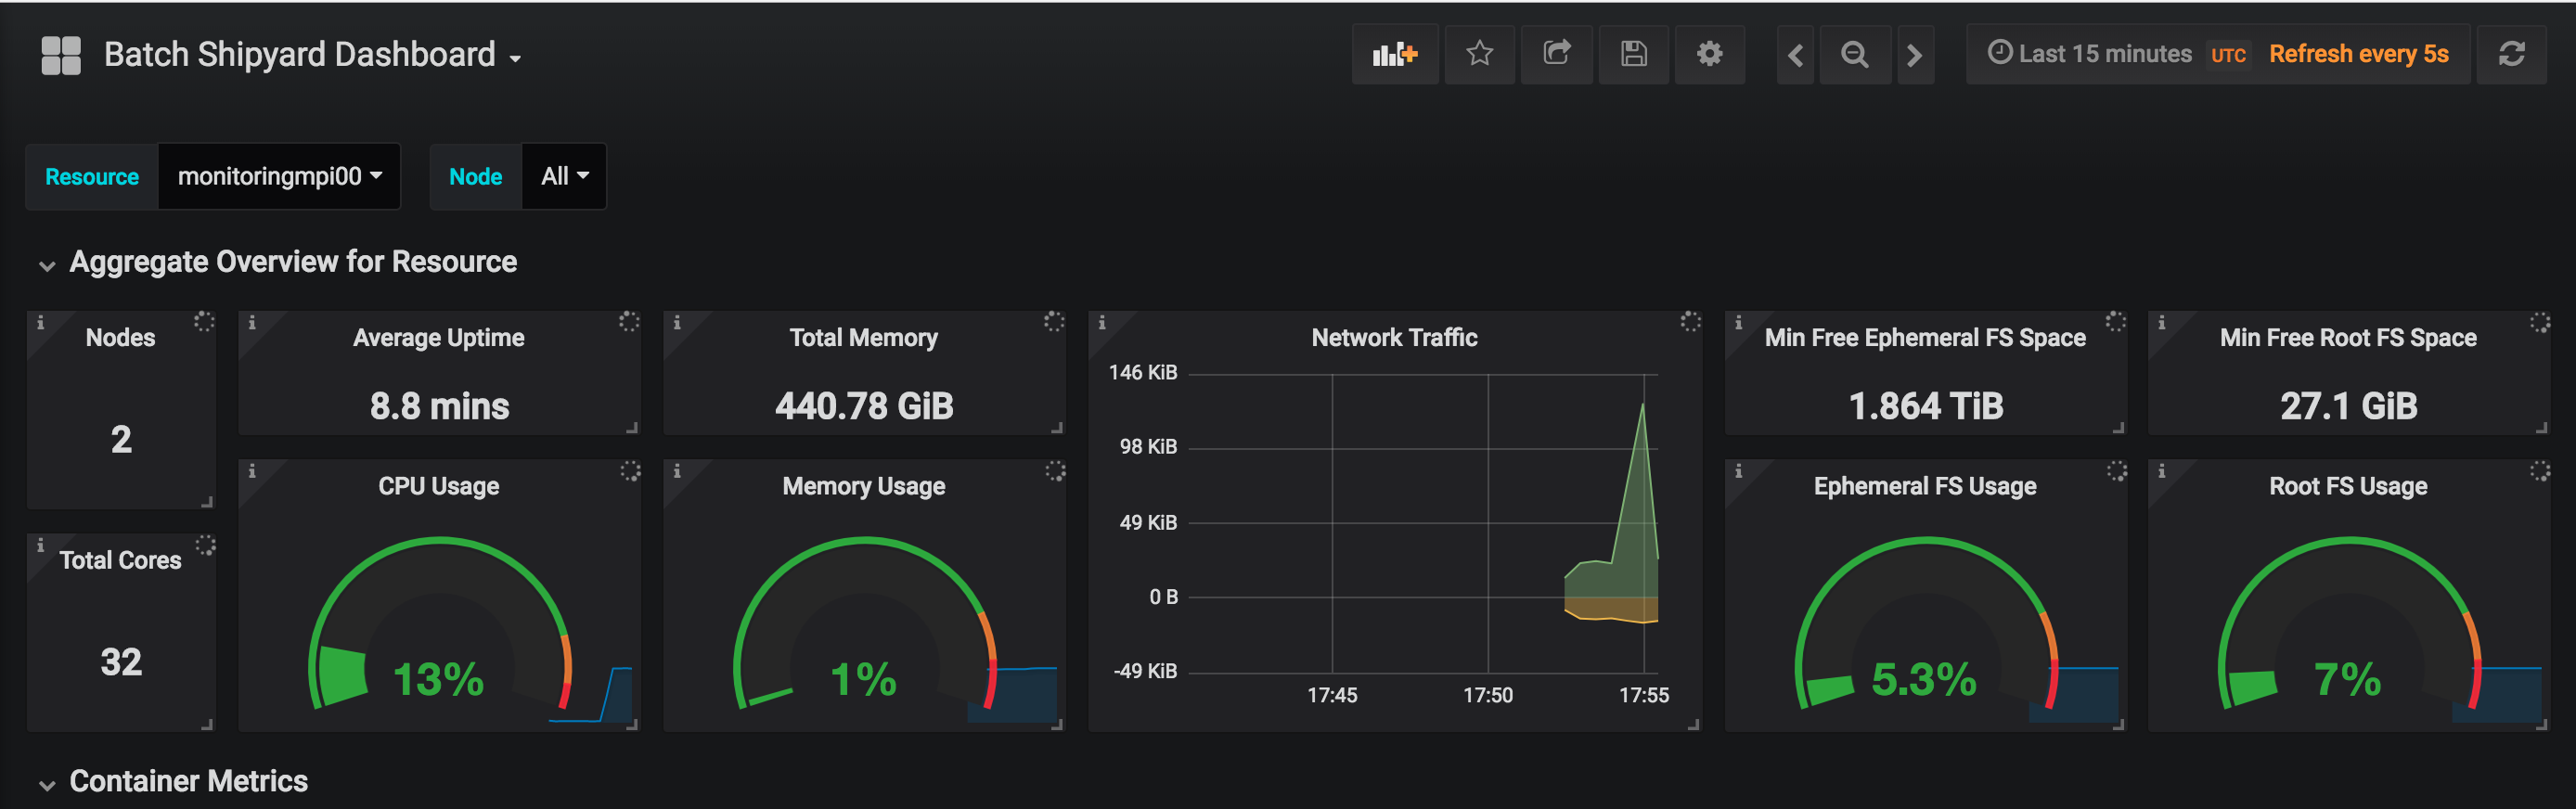 Batch Shipyard Dashboard
Last 15 minutes UTC Refresh every 5s
Resource monitoringmpi00 Node All
Aggregate Overview for Resource
Nodes
2
Total Cores
32
Average Uptime
8.8 mins
CPU Usage
13%
Total Memory
440.78 GiB
Memory Usage
1%
Network Traffic
146 KiB
98 KiB
49 KiB
0 B
-49 KiB
17:45 17:50 17:55
Min Free Ephemeral FS Space
1.864 TiB
Ephemeral FS Usage
5.3%
Min Free Root FS Space
27.1 GiB
Root FS Usage
7%
Container Metrics